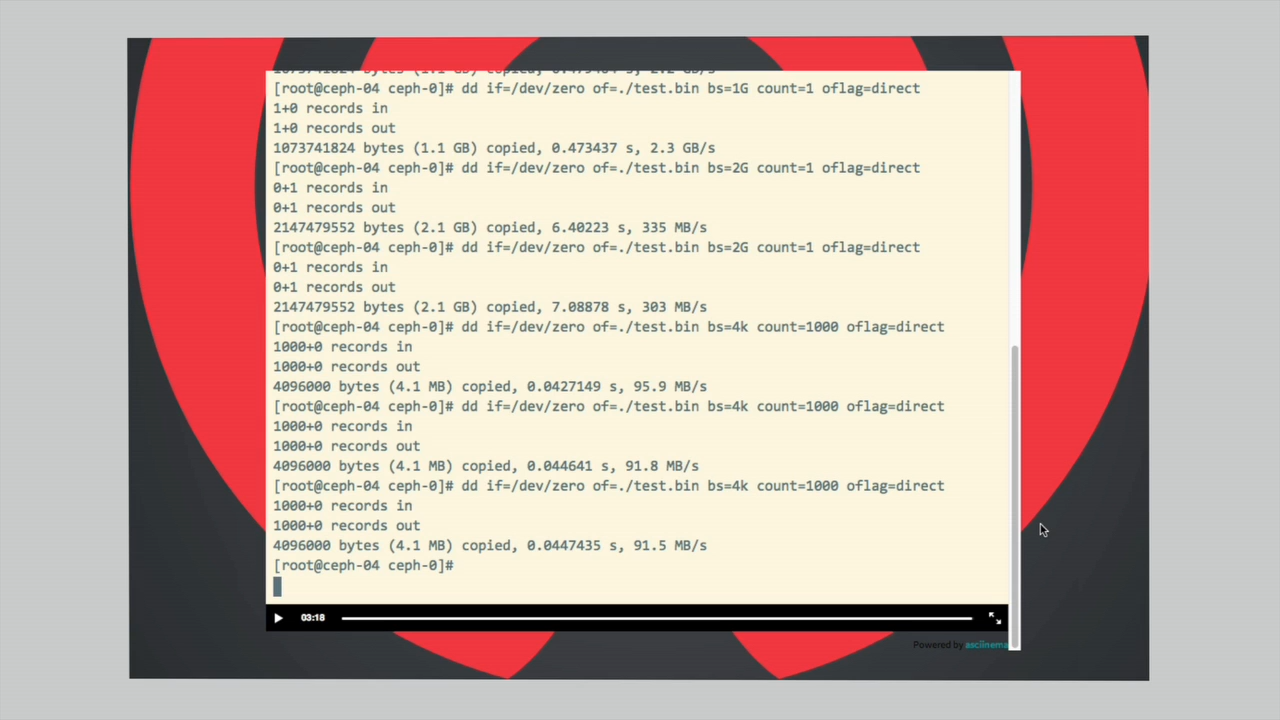 1073741824 bytes (1.1 GB) copied, 0.479484 s, 2.2 GB/s
[root@ceph-04 ceph-0]# dd if=/dev/zero of=./test.bin bs=1G count=1 oflag=direct
1+0 records in
1+0 records out
1073741824 bytes (1.1 GB) copied, 0.473437 s, 2.3 GB/s
[root@ceph-04 ceph-0]# dd if=/dev/zero of=./test.bin bs=2G count=1 oflag=direct
0+1 records in
0+1 records out
2147479552 bytes (2.1 GB) copied, 6.40223 s, 335 MB/s
[root@ceph-04 ceph-0]# dd if=/dev/zero of=./test.bin bs=2G count=1 oflag=direct
0+1 records in
0+1 records out
2147479552 bytes (2.1 GB) copied, 7.08878 s, 303 MB/s
[root@ceph-04 ceph-0]# dd if=/dev/zero of=./test.bin bs=4k count=1000 oflag=direct
1000+0 records in
1000+0 records out
4096000 bytes (4.1 MB) copied, 0.0427149 s, 95.9 MB/s
[root@ceph-04 ceph-0]# dd if=/dev/zero of=./test.bin bs=4k count=1000 oflag=direct
1000+0 records in
1000+0 records out
4096000 bytes (4.1 MB) copied, 0.044641 s, 91.8 MB/s
[root@ceph-04 ceph-0]# dd if=/dev/zero of=./test.bin bs=4k count=1000 oflag=direct
1000+0 records in
1000+0 records out
4096000 bytes (4.1 MB) copied, 0.0447435 s, 91.5 MB/s
[root@ceph-04 ceph-0]#
03:18
Powered by asciinema